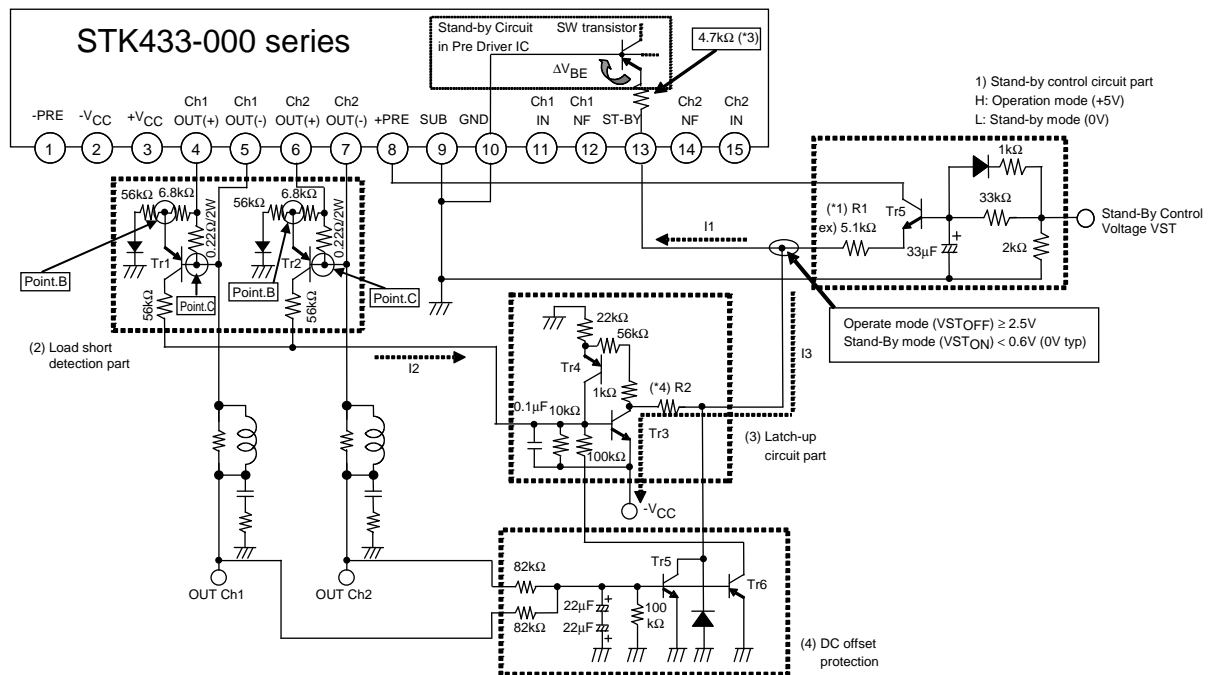 STK433-000 series
Stand-by Circuit
in Pre Driver IC
SW transistor
ΔVBE
4.7kΩ (*3)
-PRE
-VCC
+VCC
Ch1
OUT(+)
Ch1
OUT(-)
Ch2
OUT(+)
Ch2
OUT(-)
+PRE
SUB
GND
Ch1
IN
Ch1
NF
ST-BY
Ch2
NF
Ch2
IN
1
2
3
4
5
6
7
8
9
10
11
12
13
14
15
1) Stand-by control circuit part
H: Operation mode (+5V)
L: Stand-by mode (0V)
1kΩ
33kΩ
2kΩ
33μF
+
Tr5
(*1) R1
ex) 5.1kΩ
Stand-By Control
Voltage VST
I1
Operate mode (VSTOFF) ≥ 2.5V
Stand-By mode (VSTON) < 0.6V (0V typ)
56kΩ
6.8kΩ
0.22Ω/2W
Tr1
Point.B
Point.C
56kΩ
56kΩ
6.8kΩ
0.22Ω/2W
Tr2
Point.B
Point.C
56kΩ
(2) Load short
detection part
I2
22kΩ
56kΩ
Tr4
1kΩ
(*4) R2
0.1μF
10kΩ
100kΩ
Tr3
-VCC
I3
(3) Latch-up
circuit part
OUT Ch1
OUT Ch2
82kΩ
82kΩ
22μF
+
22μF
+
100
kΩ
Tr5
Tr6
(4) DC offset
protection